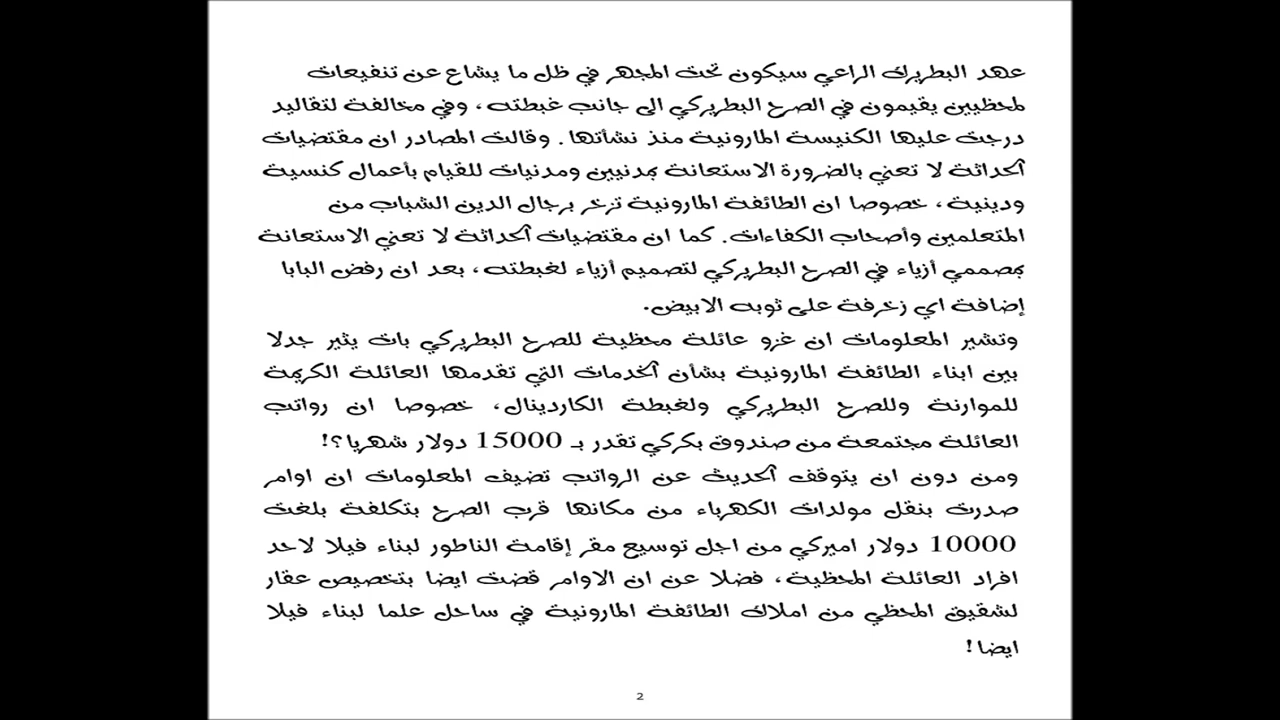 عهد البطريرك الراعي سيكون تحت المجهر في ظل ما يشاع عن تنفيعات
لمحظيين يقيمون في الصرح البطريركي الى جانب غبطته، وفي مخالفة لتقاليد
درجت عليها الكنيسة المارونية منذ نشأتها. وقالت المصادر ان مقتضيات
الحداثة لا تعني بالضرورة الاستعانة بمدنيين ومدنيات للقيام بأعمال كنسية
ودينية، خصوصا ان الطائفة المارونية تزخر برجال الدين الشباب من
المتعلمين وأصحاب الكفاءات. كما ان مقتضيات الحداثة لا تعني الاستعانة
بمصممي أزياء في الصرح البطريركي لتصميم أزياء لغبطته، بعد ان رفض البابا
إضافة اي زخرفة على ثوبه الابيض.
وتشير المعلومات ان غزو عائلة محظية للصرح البطريركي بات يثير جدلا
بين ابناء الطائفة المارونية بشأن الخدمات التي تقدمها العائلة الكريمة
للموارنة وللصرح البطريركي ولغبطة الكاردينال، خصوصا ان رواتب
العائلة مجتمعة من صندوق بكركي تقدر بـ 15000 دولار شهريا؟!
ومن دون ان يتوقف الحديث عن الرواتب تضيف المعلومات ان اوامر
صدرت بنقل مولدات الكهرباء من مكانها قرب الصرح بتكلفة بلغت
10000 دولار اميركي من اجل توسيع مقر إقامة الناطور لبناء فيلا لاحد
افراد العائلة المحظية، فضلا عن ان الاوامر قضت ايضا بتخصيص عقار
لشقيق المحظي من املاك الطائفة المارونية في ساحل علما لبناء فيلا
ايضا!
2